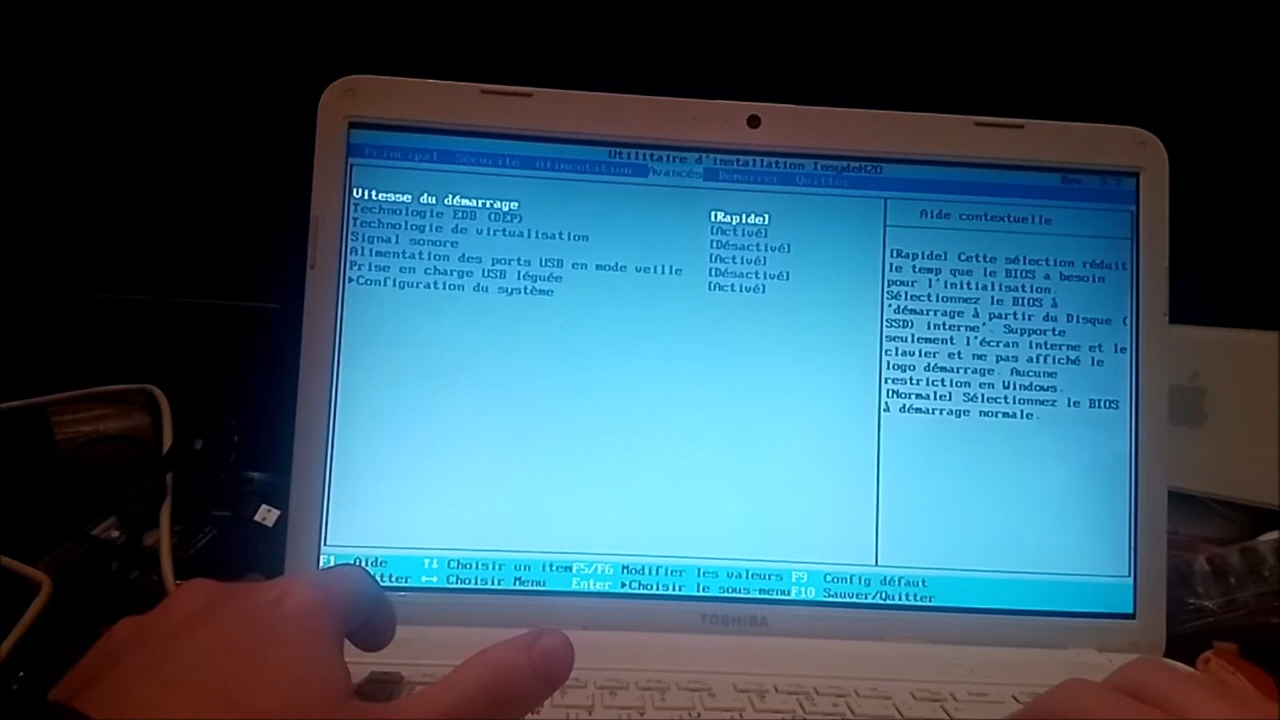 Utilitaire d'installation InsydeH2O
Principal Sécurité Alimentation Avancés Démarrer Quitter
Vitesse du démarrage [Rapide]
Technologie EDB (DEP) [Activé]
Technologie de virtualisation [Désactivé]
Signal sonore [Activé]
Alimentation des ports USB en mode veille [Désactivé]
Prise en charge USB léguée [Activé]
►Configuration du système
Aide contextuelle
[Rapide] Cette sélection réduit
le temp que le BIOS a besoin
pour l'initialisation.
Sélectionnez le BIOS à
'démarrage à partir du Disque (
SSD) interne'. Supporte
seulement l'écran interne et le
clavier et ne pas affiché le
logo démarrage. Aucune
restriction en Windows.
[Normale] Sélectionnez le BIOS
à démarrage normale.
F1 Aide ↑↓ Choisir un item F5/F6 Modifier les valeurs F9 Config défaut
↔ Choisir Menu Enter ►Choisir le sous-menu F10 Sauver/Quitter
TOSHIBA